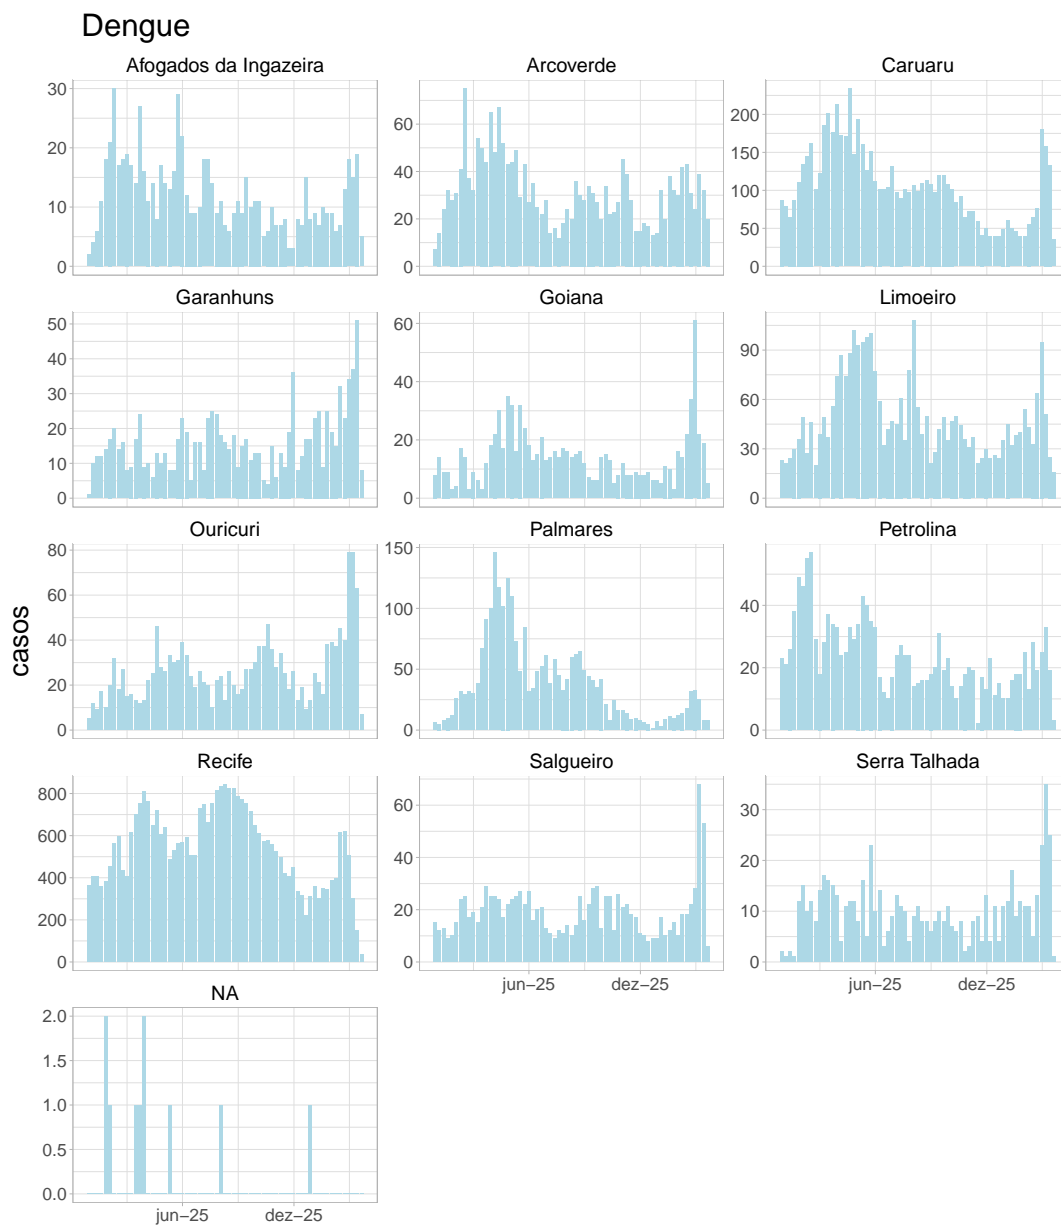 Dengue
Afogados da Ingazeira
Arcoverde
Caruaru
30
20
10
0
60
40
20
0
200
150
100
50
0
Garanhuns
Goiana
Limoeiro
50
40
30
20
10
0
60
40
20
0
90
60
30
0
Ouricuri
Palmares
Petrolina
80
60
40
20
0
150
100
50
0
40
20
0
casos
Recife
Salgueiro
Serra Talhada
800
600
400
200
0
60
40
20
0
30
20
10
0
jun−25
dez−25
jun−25
dez−25
NA
2.0
1.5
1.0
0.5
0.0
jun−25
dez−25